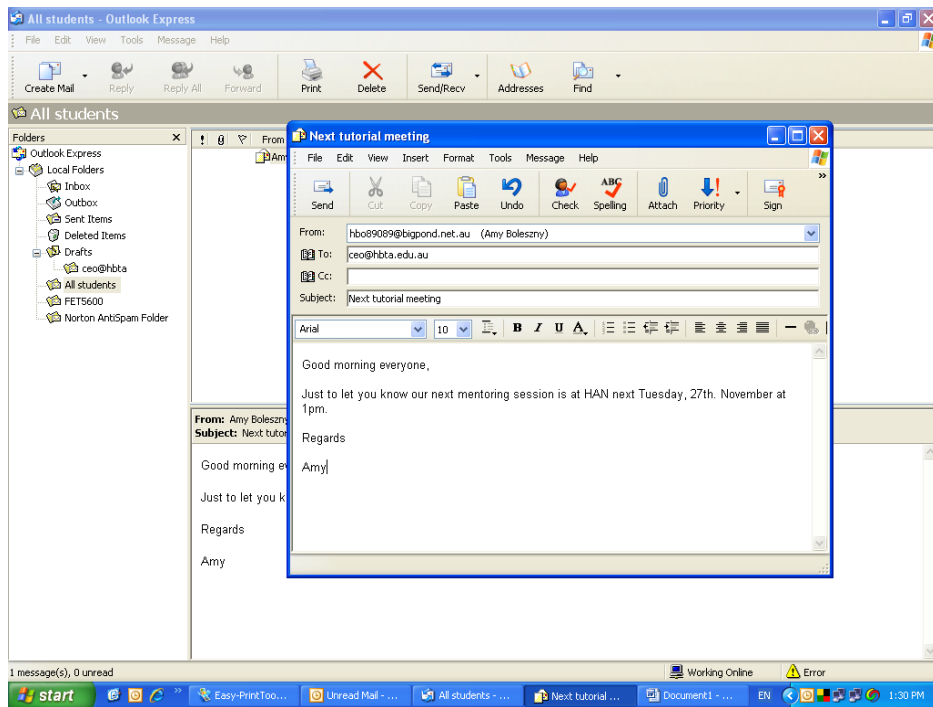 All students - Outlook Express
File Edit View Tools Message Help
Create Mail Reply Reply All Forward Print Delete Send/Recv Addresses Find
All students
Folders x
! From
Outlook Express
Am
Local Folders
Inbox
Outbox
Sent Items
Deleted Items
Drafts
ceo@hbta
All students
FET5600
Norton AntiSpam Folder
Next tutorial meeting
File Edit View Insert Format Tools Message Help
»
Send Cut Copy Paste Undo Check Spelling Attach Priority Sign
ABC
From: hbo89089@bigpond.net.au (Amy Boleszny)
To: ceo@hbta.edu.au
Cc:
Subject: Next tutorial meeting
Arial 10 B I U A
Good morning everyone,
Just to let you know our next mentoring session is at HAN next Tuesday, 27th. November at
1pm.
Regards
Amy
From: Amy Boleszny
Subject: Next tutor
Good morning e
Just to let you k
Regards
Amy
1 message(s), 0 unread Working Online Error
start » Easy-PrintToo... Unread Mail - ... All students - ... Next tutorial ... Document1 - ... EN 1:30 PM